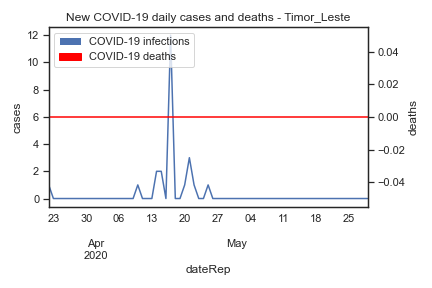 New COVID-19 daily cases and deaths - Timor_Leste
COVID-19 infections
COVID-19 deaths
12
10
8
6
4
2
0
cases
0.04
0.02
0.00
−0.02
−0.04
deaths
23 30 06 13 20 27 04 11 18 25
Apr May
2020
dateRep